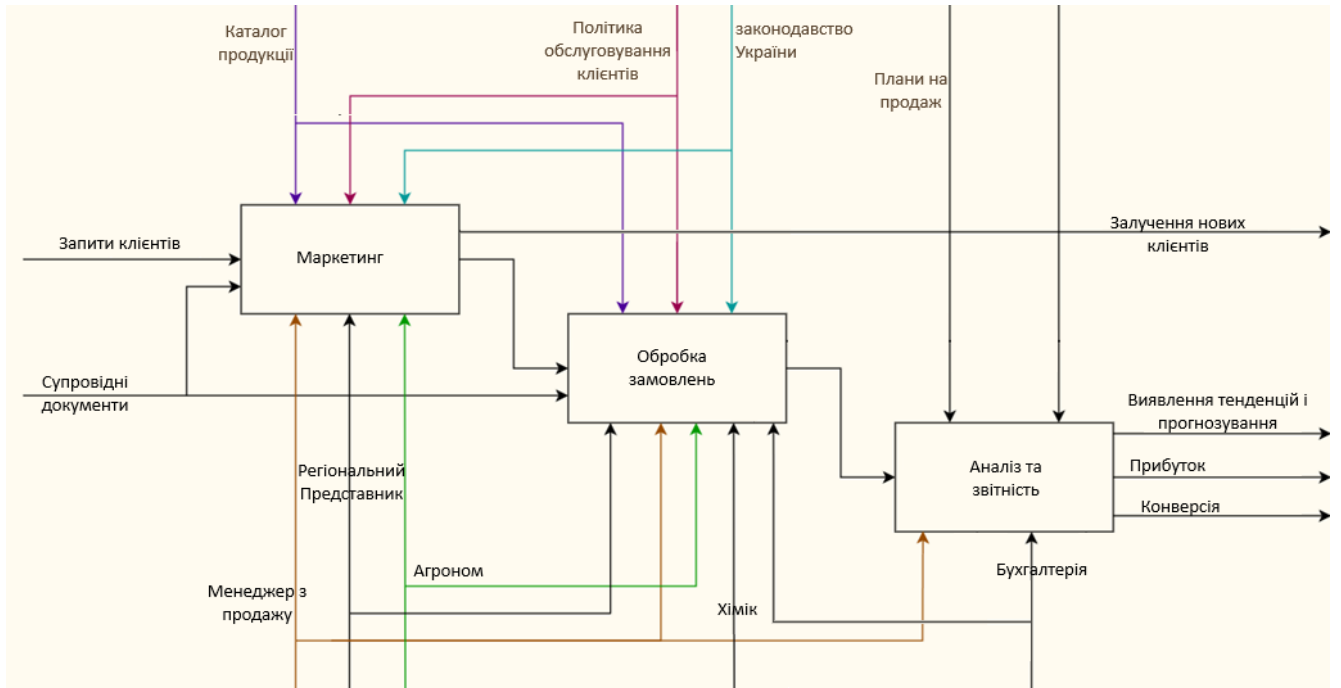 Каталог
продукції
Політика
обслуговування
клієнтів
законодавство
України
Плани на
продаж
Запити клієнтів
Маркетинг
Залучення нових
клієнтів
Супровідні
документи
Обробка
замовлень
Виявлення тенденцій і
прогнозування
Аналіз та
звітність
Прибуток
Конверсія
Регіональний
Представник
Агроном
Менеджер з
продажу
Хімік
Бухгалтерія